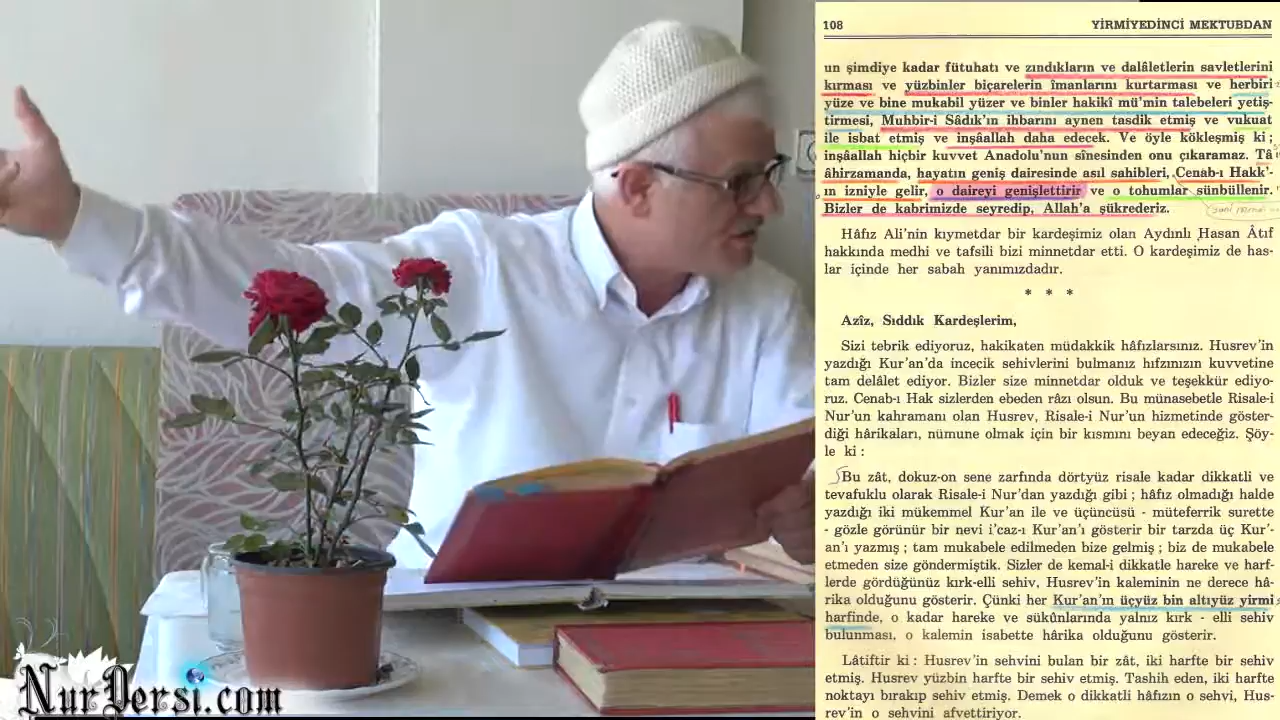 108 YİRMİYEDİNCİ MEKTUBDAN
un şimdiye kadar fütuhatı ve zındıkların ve dalâletlerin savletlerini
kırması ve yüzbinler biçarelerin îmanlarını kurtarması ve herbiri
yüze ve bine mukabil yüzer ve binler hakikî mü'min talebeleri yetiş-
tirmesi, Muhbir-i Sâdık'ın ihbarını aynen tasdik etmiş ve vukuat
ile isbat etmiş ve inşâallah daha edecek. Ve öyle kökleşmiş ki ;
inşâallah hiçbir kuvvet Anadolu'nun sînesinden onu çıkaramaz. Tâ
âhirzamanda, hayatın geniş dairesinde asıl sahibleri, Cenab-ı Hakk'-
ın izniyle gelir, o daireyi genişlettirir ve o tohumlar sünbüllenir.
Bizler de kabrimizde seyredip, Allah'a şükrederiz.
Hâfız Ali'nin kıymetdar bir kardeşimiz olan Aydınlı Hasan Âtıf
hakkında medhi ve tafsili bizi minnetdar etti. O kardeşimiz de has-
lar içinde her sabah yanımızdadır.
* * *
Azîz, Sıddık Kardeşlerim,
Sizi tebrik ediyoruz, hakikaten müdakkik hâfızlarsınız. Husrev'in
yazdığı Kur'an'da incecik sehivlerini bulmanız hıfzınızın kuvvetine
tam delâlet ediyor. Bizler size minnetdar olduk ve teşekkür ediyo-
ruz. Cenab-ı Hak sizlerden ebeden râzı olsun. Bu münasebetle Risale-i
Nur'un kahramanı olan Husrev, Risale-i Nur'un hizmetinde göster-
diği hârikaları, nümune olmak için bir kısmını beyan edeceğiz. Şöy-
le ki :
Bu zât, dokuz-on sene zarfında dörtyüz risale kadar dikkatli ve
tevafuklu olarak Risale-i Nur'dan yazdığı gibi ; hâfız olmadığı halde
yazdığı iki mükemmel Kur'an ile ve üçüncüsü - müteferrik surette
- gözle görünür bir nevi i'caz-ı Kur'an'ı gösterir bir tarzda üç Kur'-
an'ı yazmış ; tam mukabele edilmeden bize gelmiş ; biz de mukabele
etmeden size göndermiştik. Sizler de kemal-i dikkatle hareke ve harf-
lerde gördüğünüz kırk-elli sehiv, Husrev'in kaleminin ne derece hâ-
rika olduğunu gösterir. Çünki her Kur'an'ın üçyüz bin altıyüz yirmi
harfinde, o kadar hareke ve sükûnlarında yalnız kırk - elli sehiv
bulunması, o kalemin isabette hârika olduğunu gösterir.
Lâtiftir ki : Husrev'in sehvini bulan bir zât, iki harfte bir sehiv
etmiş. Husrev yüzbin harfte bir sehiv etmiş. Tashih eden, iki harfte
noktayı bırakıp sehiv etmiş. Demek o dikkatli hâfızın o sehvi, Hus-
rev'in o sehvini afvettiriyor.
NurDersi.com